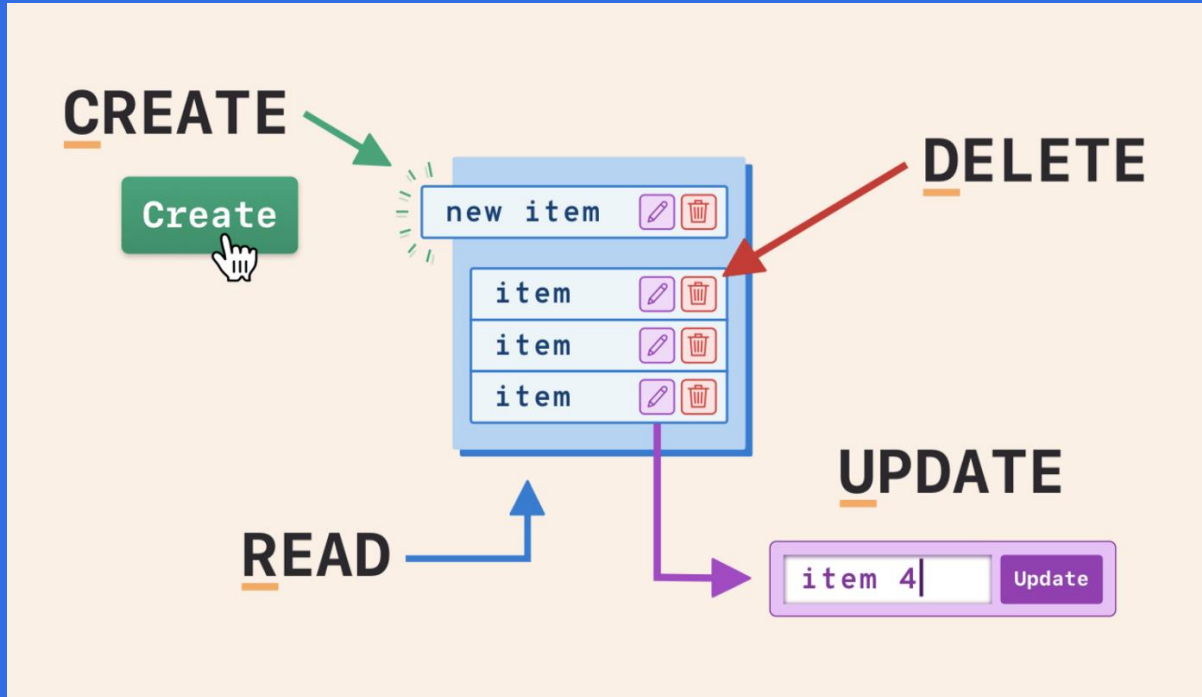 CREATE
Create
new item
item
item
item
DELETE
READ
UPDATE
item 4
Update